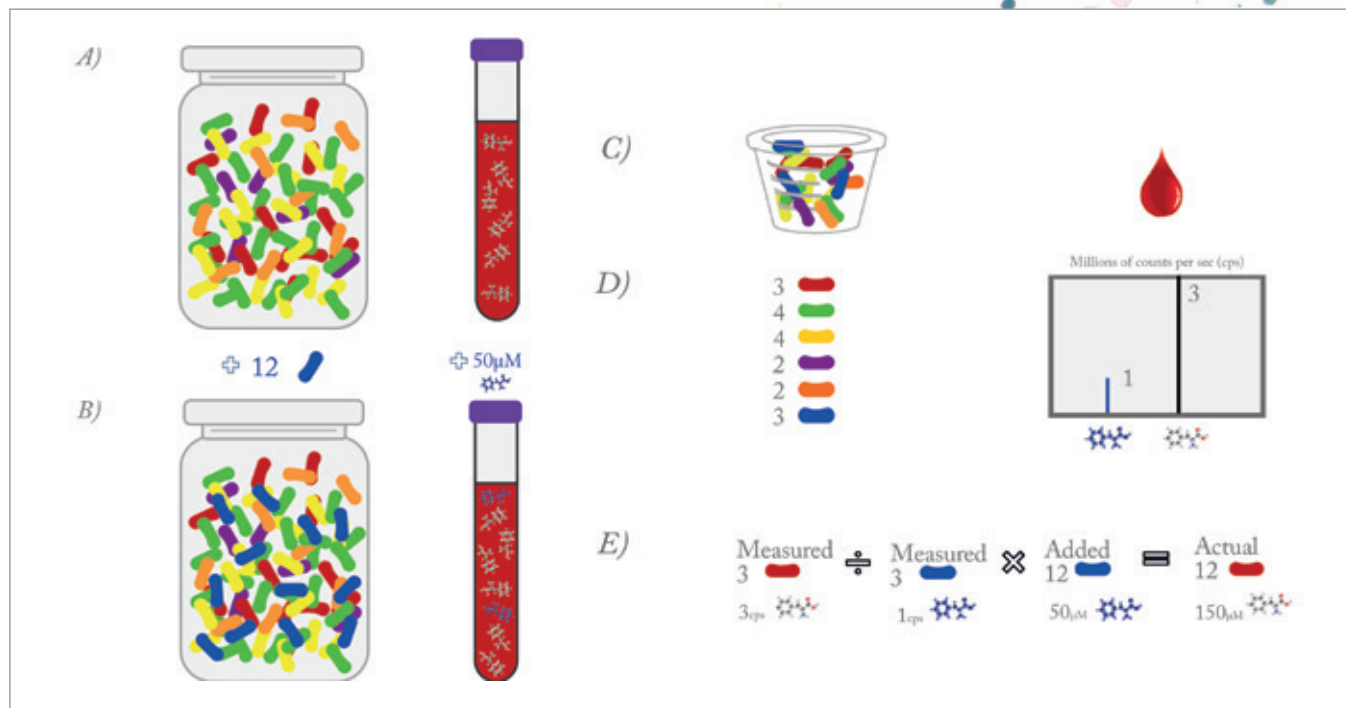 A)
+ 12
+ 50µM
B)
C)
D)
3
4
4
2
2
3
Millions of counts per sec (cps)
3
1
E)
Measured ÷ Measured × Added = Actual
3 3 12 12
3cps 1cps 50µM 150µM